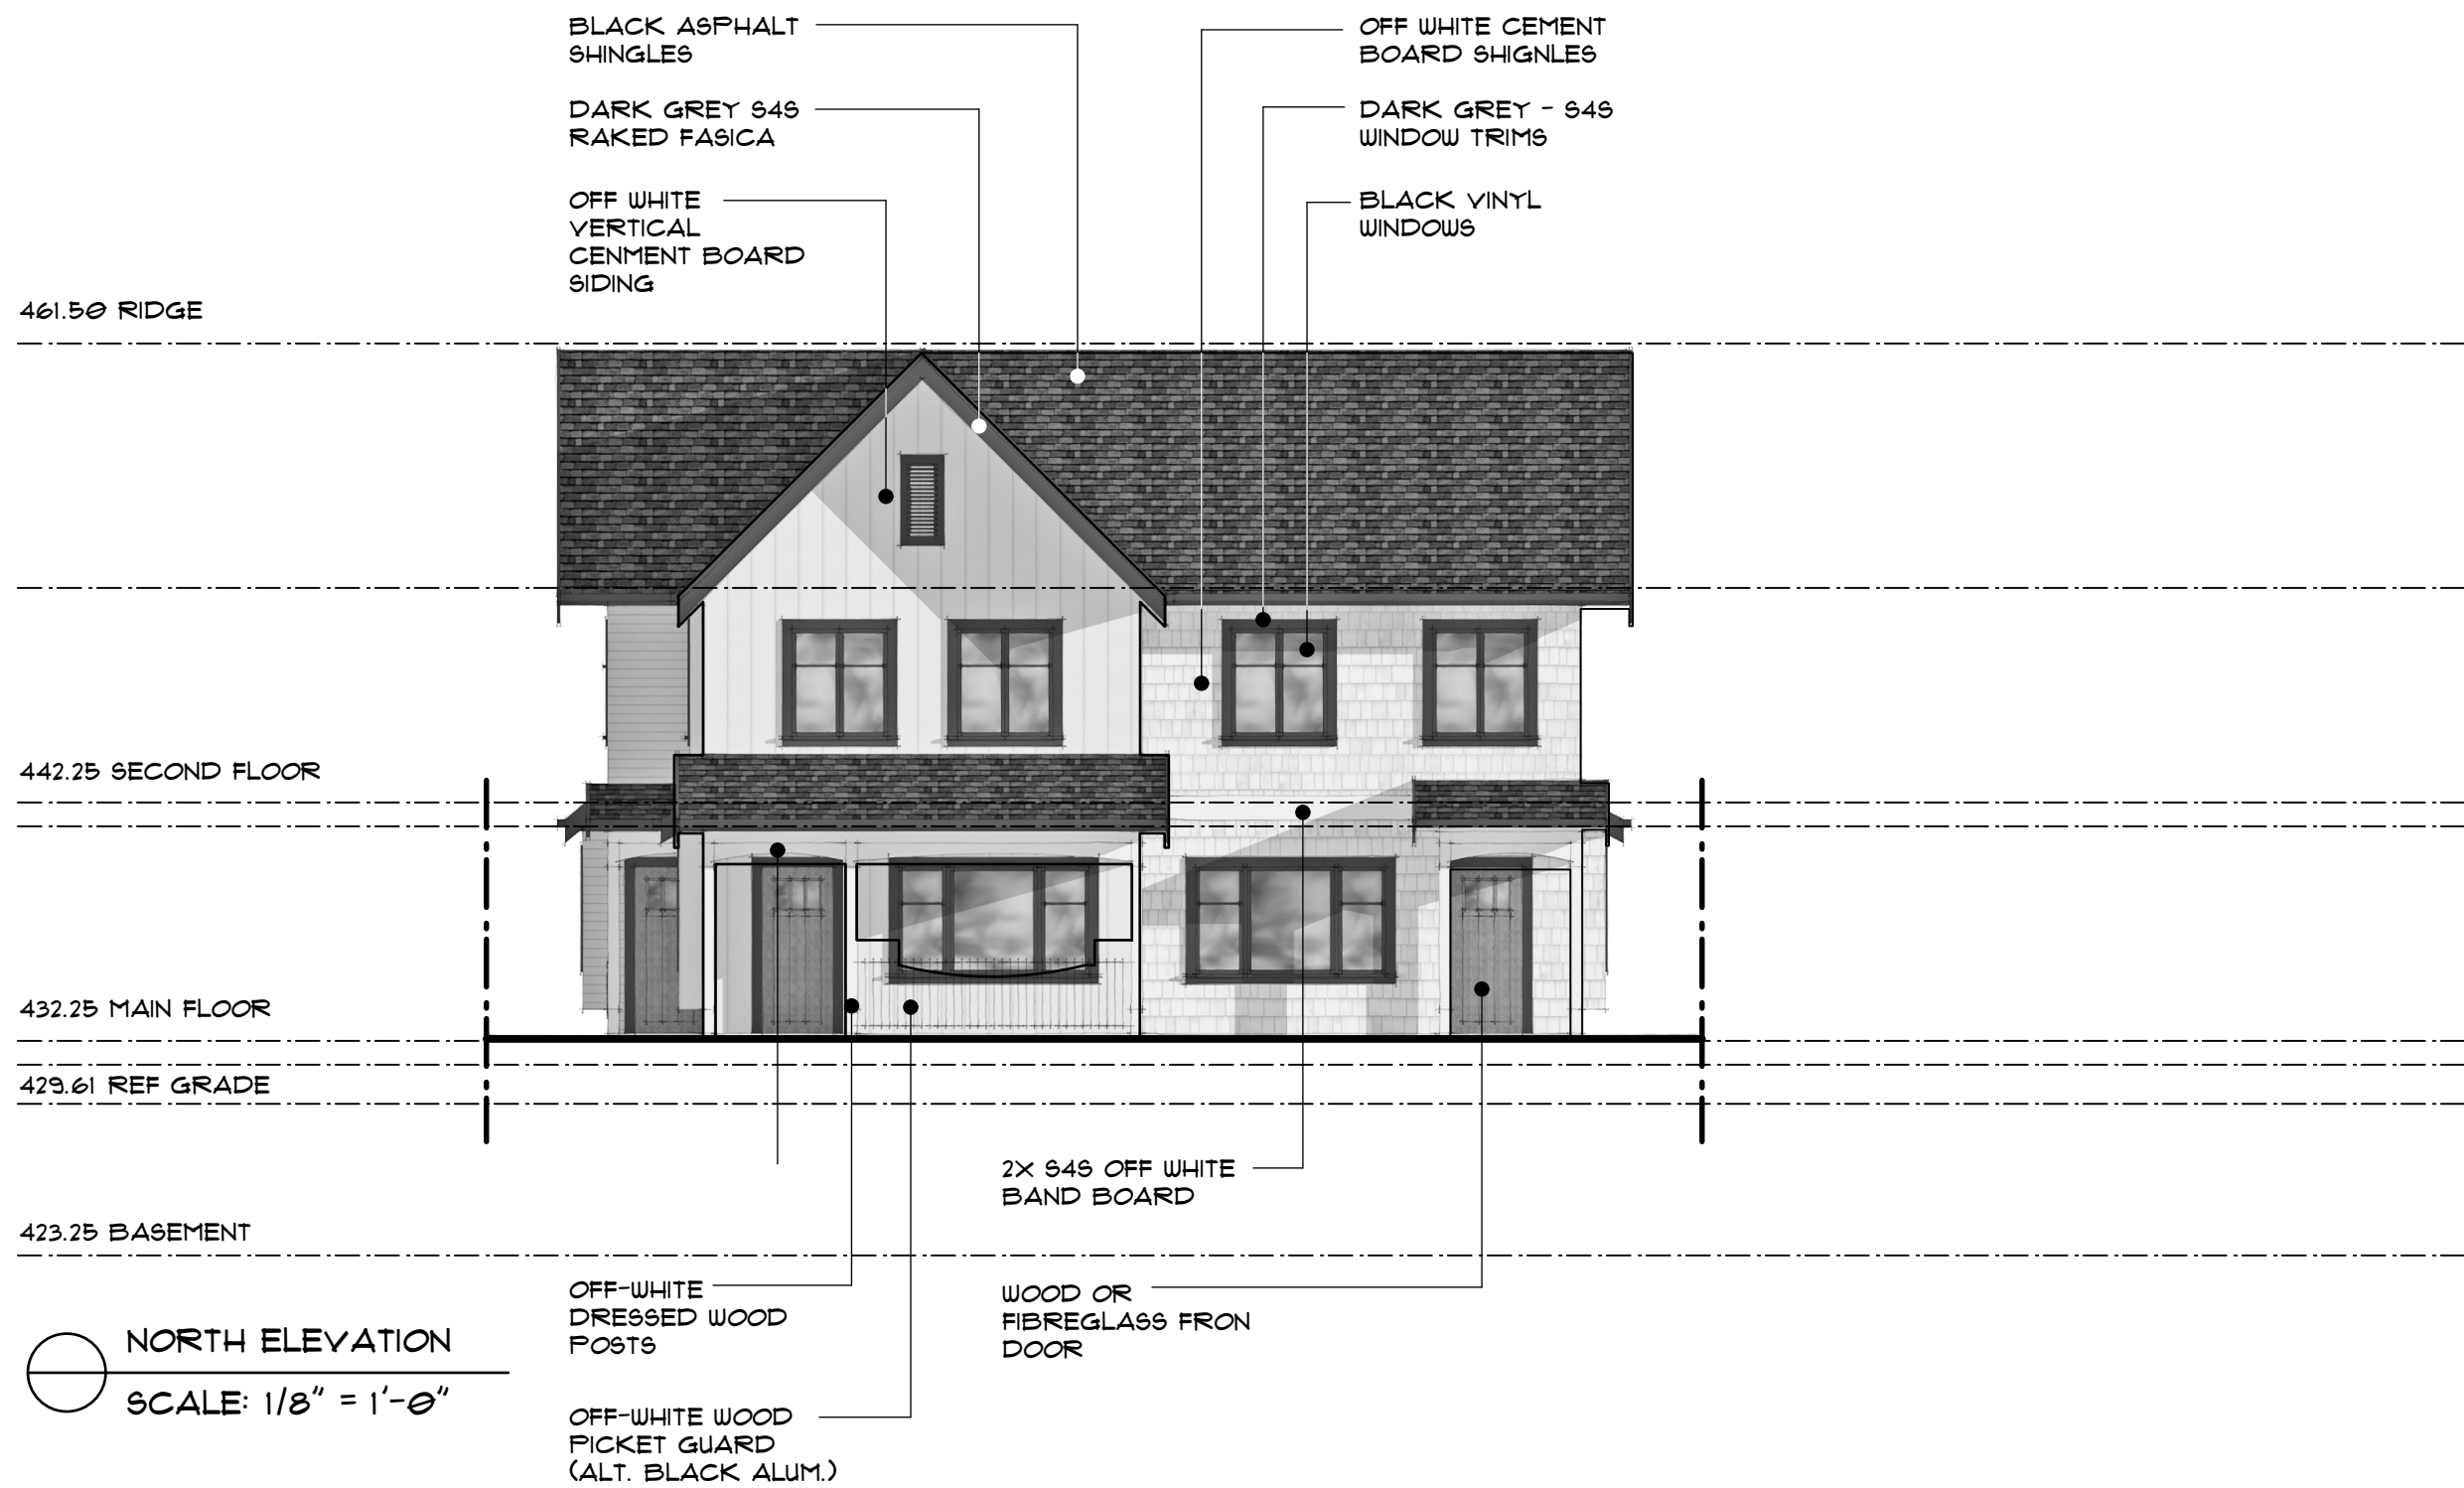 BLACK ASPHALT
SHINGLES
DARK GREY S4S
RAKED FASICA
OFF WHITE
VERTICAL
CENMENT BOARD
SIDING
OFF WHITE CEMENT
BOARD SHIGNLES
DARK GREY - S4S
WINDOW TRIMS
BLACK VINYL
WINDOWS
461.50 RIDGE
442.25 SECOND FLOOR
432.25 MAIN FLOOR
429.61 REF GRADE
423.25 BASEMENT
2X S4S OFF WHITE
BAND BOARD
OFF-WHITE
DRESSED WOOD
POSTS
WOOD OR
FIBREGLASS FRON
DOOR
OFF-WHITE WOOD
PICKET GUARD
(ALT. BLACK ALUM.)
NORTH ELEVATION
SCALE: 1/8" = 1'-0"